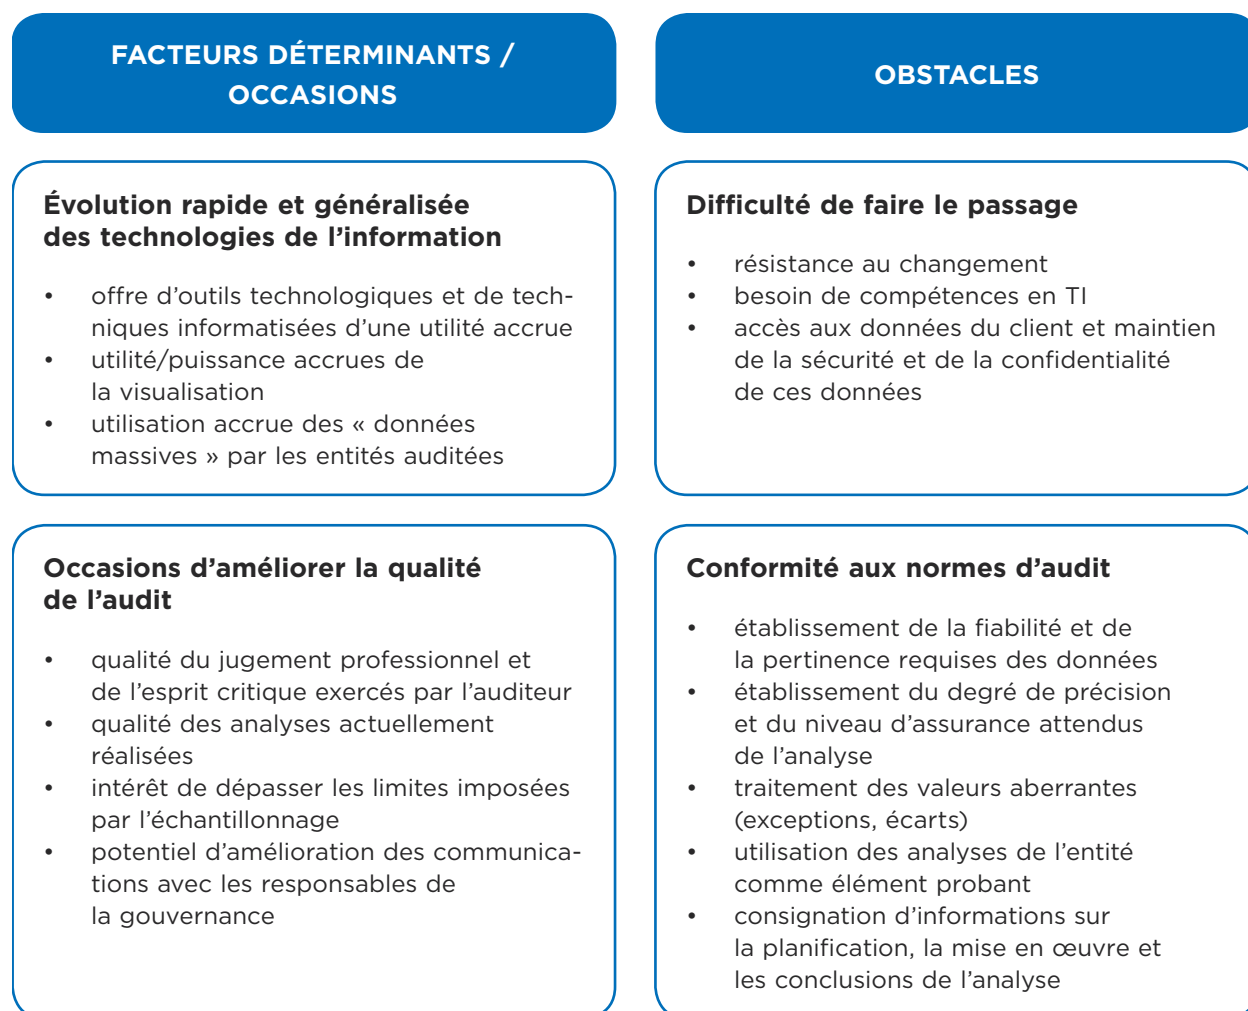 FACTEURS DÉTERMINANTS /
OCCASIONS
OBSTACLES
Évolution rapide et généralisée
des technologies de l’information
• offre d’outils technologiques et de tech-
niques informatisées d’une utilité accrue
• utilité/puissance accrues de
la visualisation
• utilisation accrue des « données
massives » par les entités auditées
Difficulté de faire le passage
• résistance au changement
• besoin de compétences en TI
• accès aux données du client et maintien
de la sécurité et de la confidentialité
de ces données
Occasions d’améliorer la qualité
de l’audit
• qualité du jugement professionnel et
de l’esprit critique exercés par l’auditeur
• qualité des analyses actuellement
réalisées
• intérêt de dépasser les limites imposées
par l’échantillonnage
• potentiel d’amélioration des communica-
tions avec les responsables de
la gouvernance
Conformité aux normes d’audit
• établissement de la fiabilité et de
la pertinence requises des données
• établissement du degré de précision
et du niveau d’assurance attendus
de l’analyse
• traitement des valeurs aberrantes
(exceptions, écarts)
• utilisation des analyses de l’entité
comme élément probant
• consignation d’informations sur
la planification, la mise en œuvre et
les conclusions de l’analyse